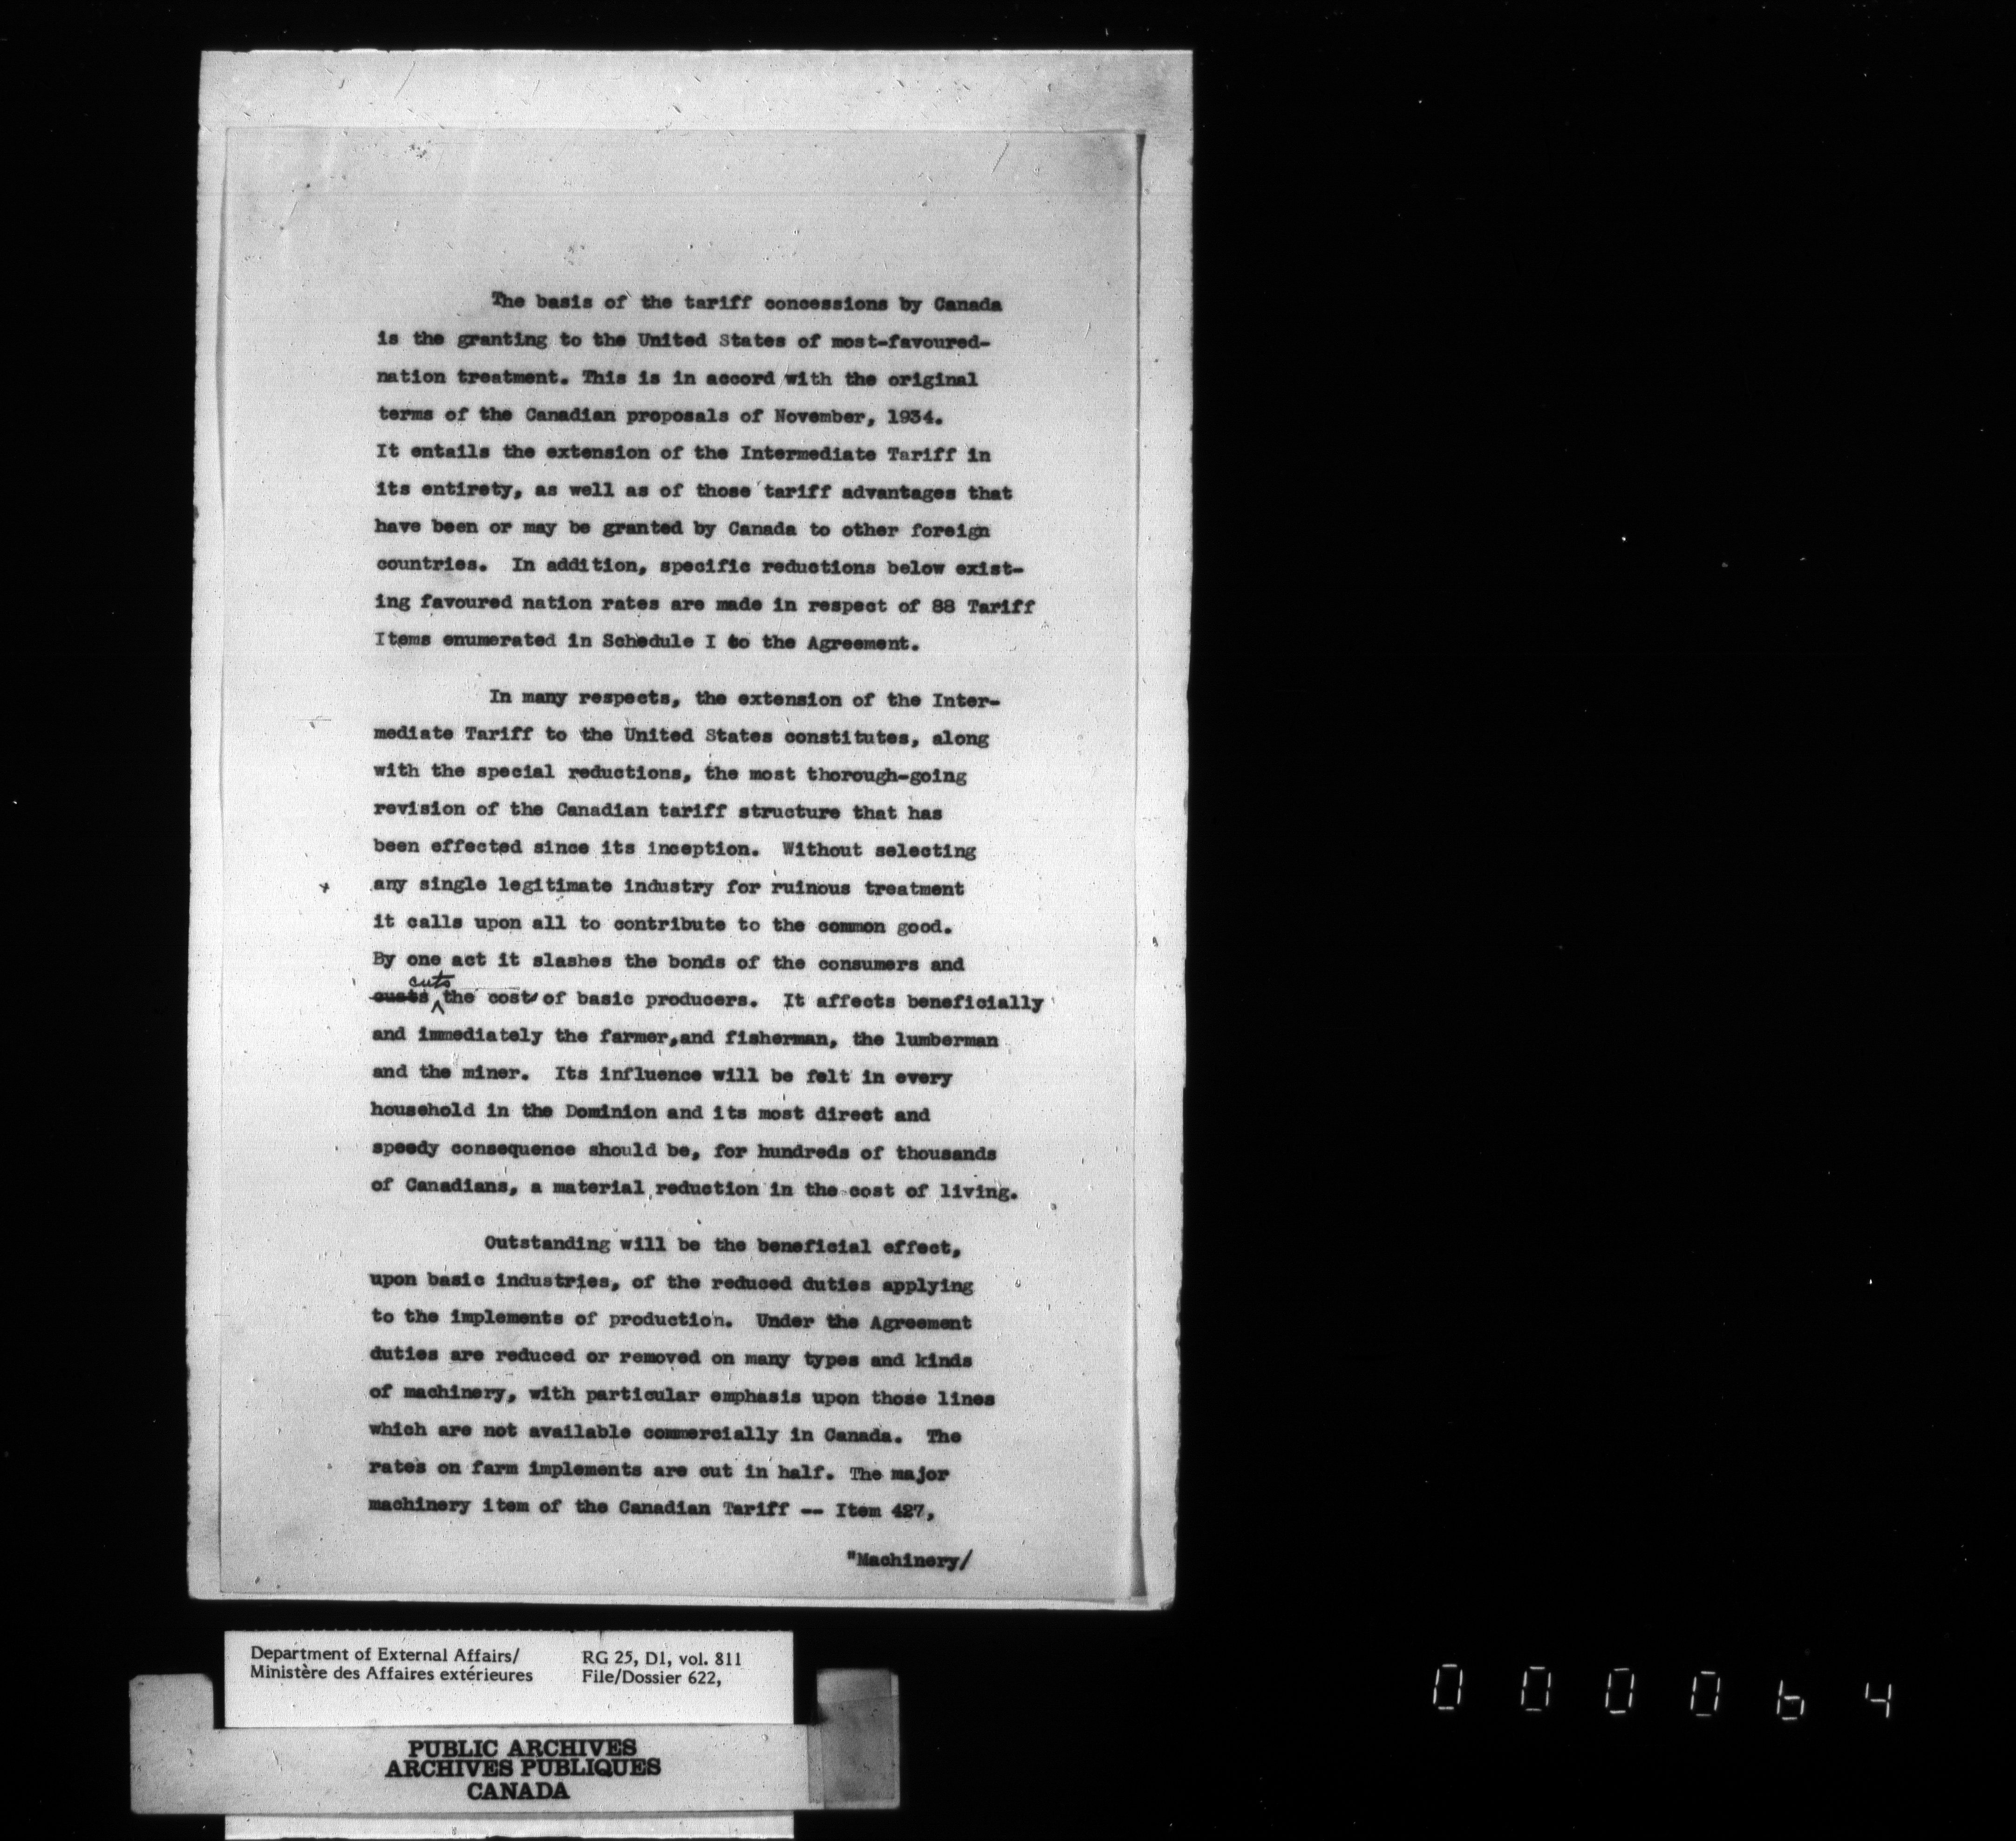 The basis of the tariff concessions by Canada
is the granting to the United States of most-favoured-
nation treatment. This is in accord with the original
terms of the Canadian proposals of November, 1934.
It entails the extension of the Intermediate Tariff in
its entirety, as well as of those tariff advantages that
have been or may be granted by Canada to other foreign
countries. In addition, specific reductions below exist-
ing favoured nation rates are made in respect of 88 Tariff
Items enumerated in Schedule I to the Agreement.
In many respects, the extension of the Inter-
mediate Tariff to the United States constitutes, along
with the special reductions, the most thorough-going
revision of the Canadian tariff structure that has
been effected since its inception. Without selecting
any single legitimate industry for ruinous treatment
it calls upon all to contribute to the common good.
By one act it slashes the bonds of the consumers and
cuts the cost of basic producers. It affects beneficially
and immediately the farmer,and fisherman, the lumberman
and the miner. Its influence will be felt in every
household in the Dominion and its most direct and
speedy consequence should be, for hundreds of thousands
of Canadians, a material reduction in the cost of living.
Outstanding will be the beneficial effect,
upon basic industries, of the reduced duties applying
to the implements of production. Under the Agreement
duties are reduced or removed on many types and kinds
of machinery, with particular emphasis upon those lines
which are not available commercially in Canada. The
rates on farm implements are cut in half. The major
machinery item of the Canadian Tariff -- Item 427,
"Machinery/
Department of External Affairs/ RG 25, D1, vol. 811
Ministère des Affaires extérieures File/Dossier 622,
PUBLIC ARCHIVES
ARCHIVES PUBLIQUES
CANADA
000064